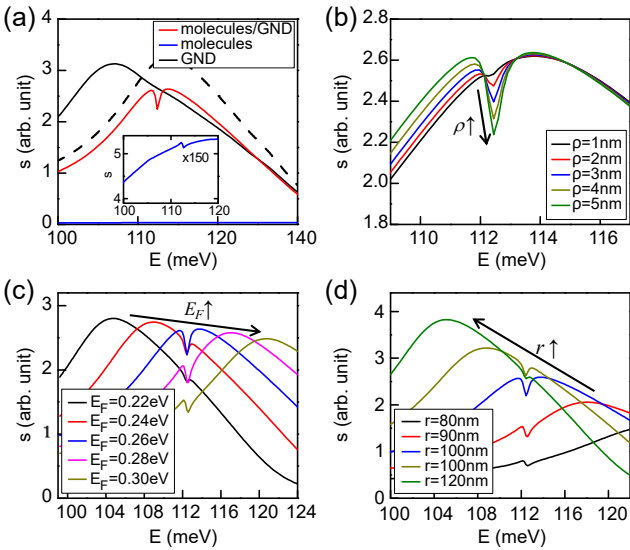 (a)
molecules/GND
molecules
GND
s (arb. unit)
0
1
2
3
4
100
110
120
130
140
E (meV)
x150
s
4
5
100
110
120
(b)
ρ↑
ρ=1nm
ρ=2nm
ρ=3nm
ρ=4nm
ρ=5nm
s (arb. unit)
1.8
2.0
2.2
2.4
2.6
2.8
110
112
114
116
E (meV)
(c)
E_F↑
E_F=0.22eV
E_F=0.24eV
E_F=0.26eV
E_F=0.28eV
E_F=0.30eV
s (arb. unit)
0
1
2
3
100
104
108
112
116
120
124
E (meV)
(d)
r↑
r=80nm
r=90nm
r=100nm
r=100nm
r=120nm
s (arb. unit)
0
1
2
3
4
104
108
112
116
120
E (meV)